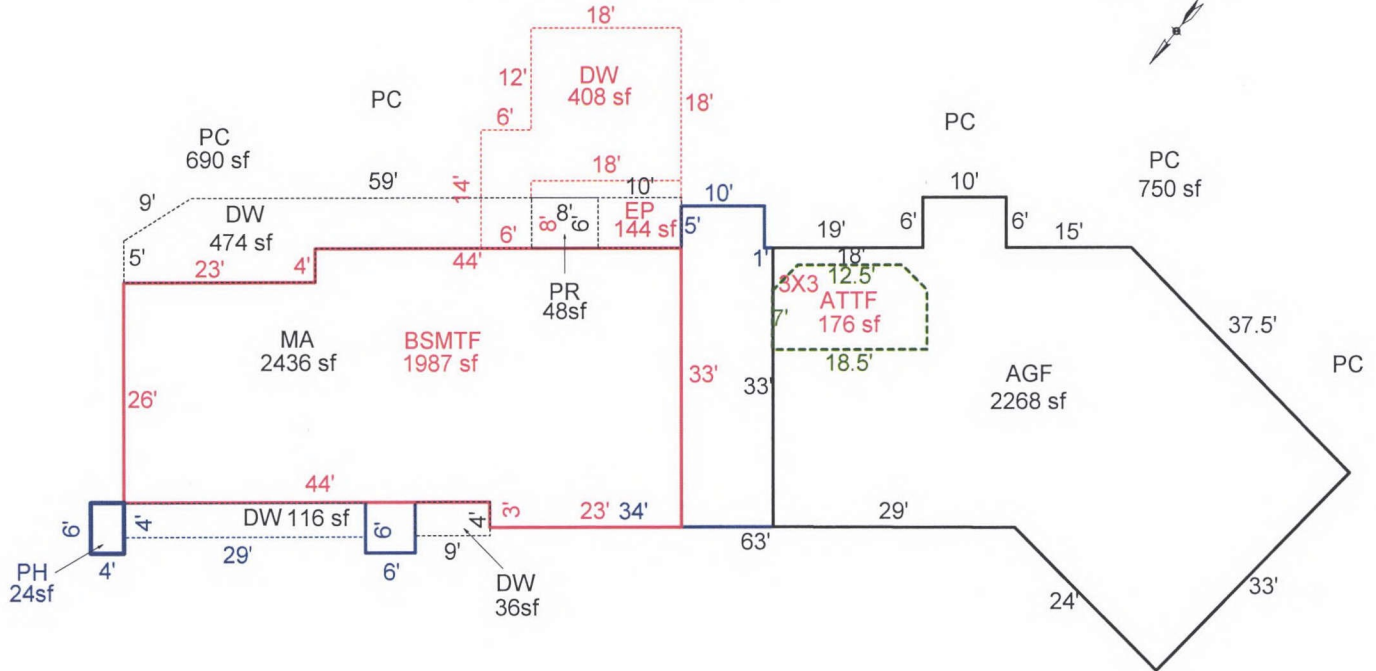 18'
12'
DW
408 sf
PC
18'
6'
PC
690 sf
PC
PC
750 sf
9'
59'
14'
18'
10'
10'
10'
DW
474 sf
8'
8'
6'
EP
144 sf
5'
6'
6'
5'
23'
4'
6'
44'
1'
19'
18'
15'
12.5'
3X3
ATTF
176 sf
7'
18.5'
PR
48sf
MA
2436 sf
BSMTF
1987 sf
37.5'
PC
26'
33'
33'
AGF
2268 sf
44'
6'
4'
DW 116 sf
6'
4'
3'
23'
34'
29'
29'
9'
63'
PH
24sf
4'
6'
DW
36sf
24'
33'